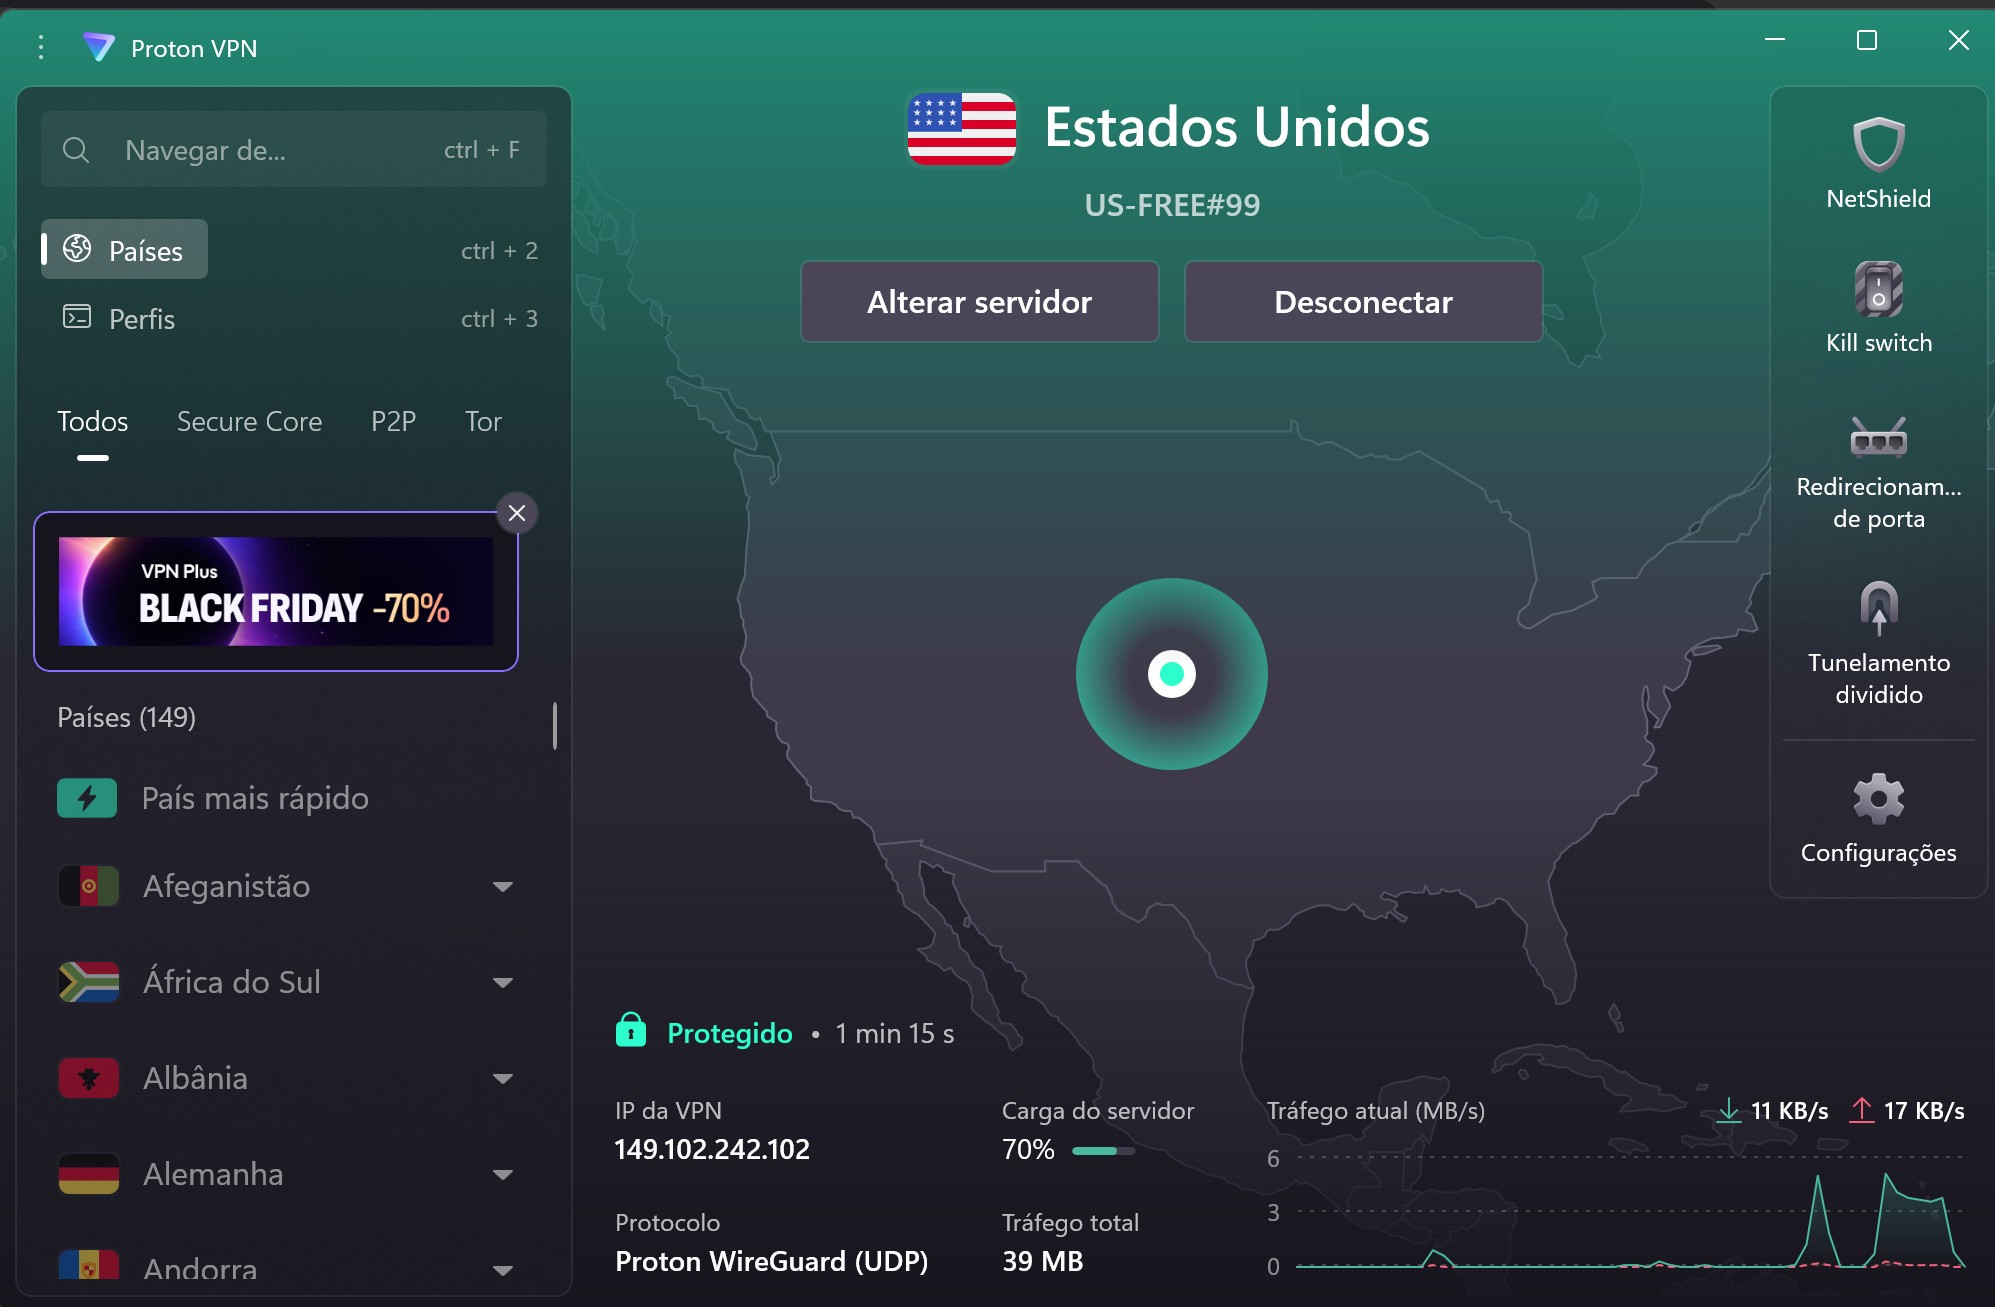 Proton VPN
Navegar de... ctrl + F
Países ctrl + 2
Perfis ctrl + 3
Todos Secure Core P2P Tor
VPN Plus
BLACK FRIDAY -70%
Países (149)
País mais rápido
Afeganistão
África do Sul
Albânia
Alemanha
Andorra
Estados Unidos
US-FREE#99
Alterar servidor Desconectar
Protegido • 1 min 15 s
IP da VPN
149.102.242.102
Carga do servidor
70%
Protocolo
Proton WireGuard (UDP)
Tráfego total
39 MB
Tráfego atual (MB/s) 11 KB/s 17 KB/s
6
3
0
NetShield
Kill switch
Redirecionam...
de porta
Tunelamento
dividido
Configurações